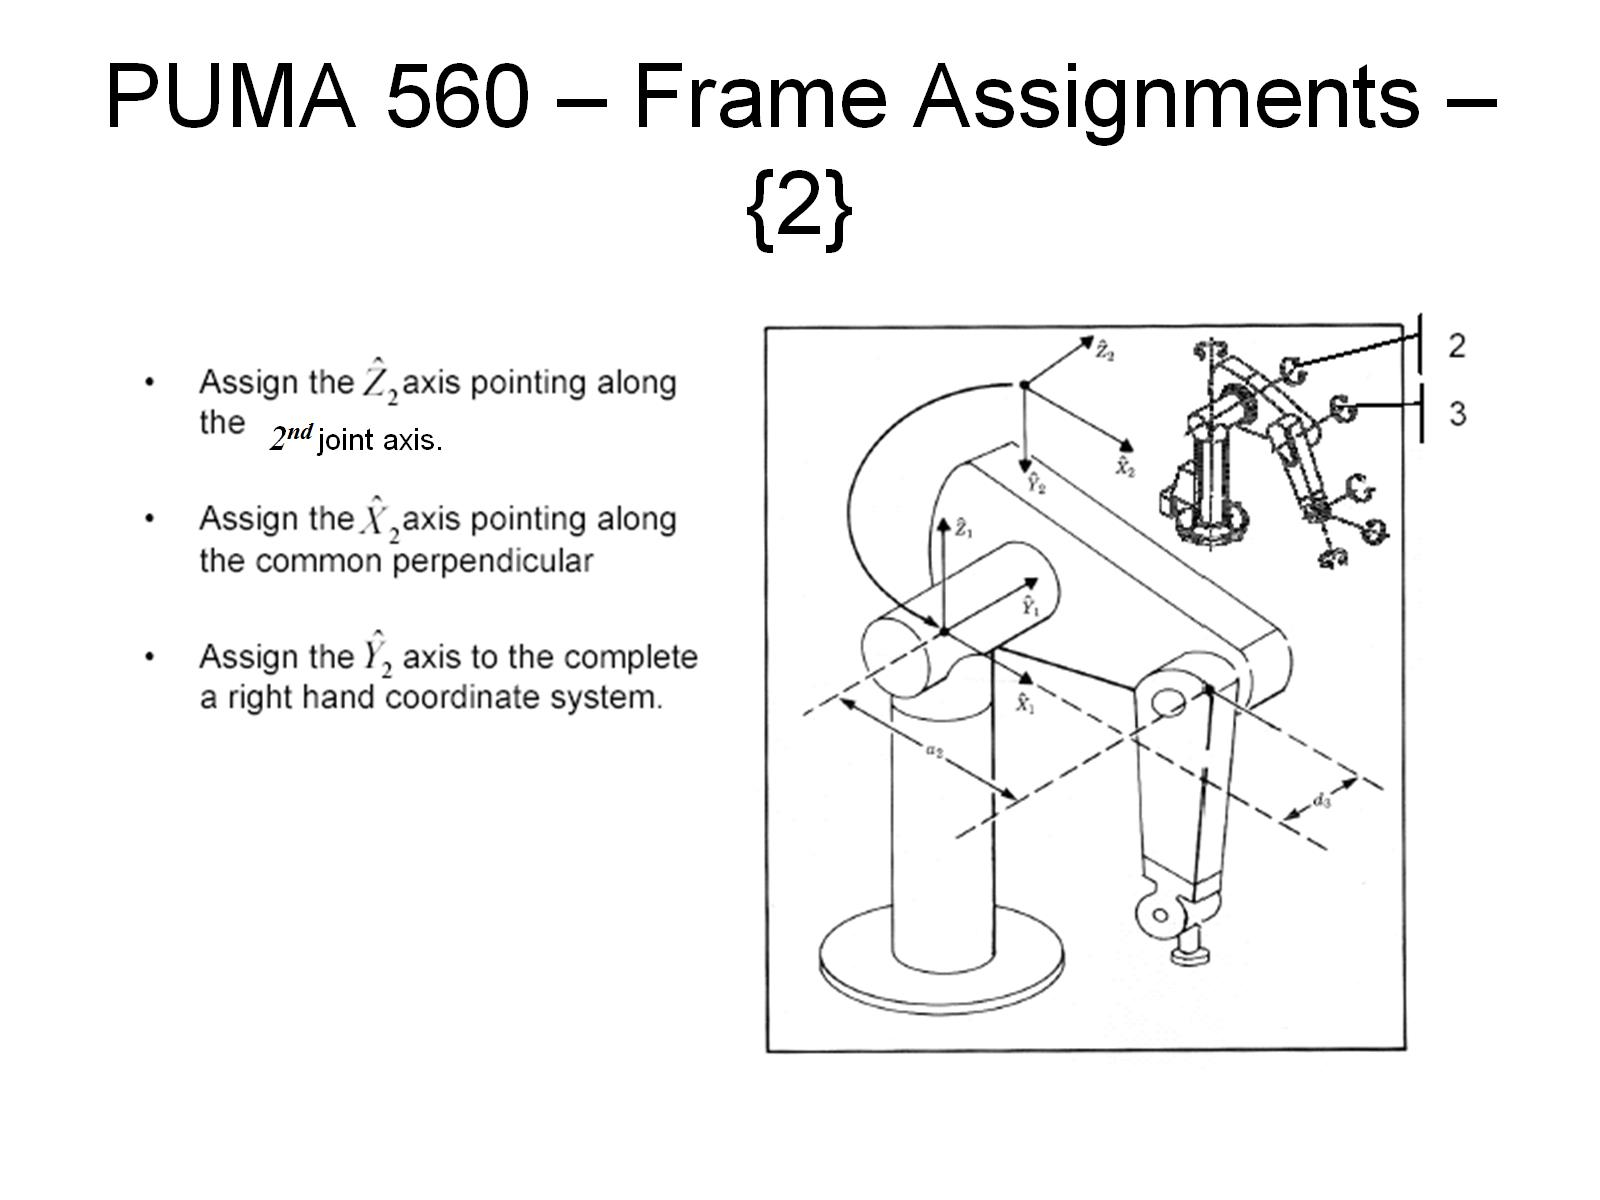 PUMA 560 – Frame Assignments –
{2}
• Assign the Ẑ₂ axis pointing along
the 2nd joint axis.
• Assign the X̂₂ axis pointing along
the common perpendicular
• Assign the Ŷ₂ axis to the complete
a right hand coordinate system.
2
3
Ẑ₂
X̂₂
Ŷ₂
Ẑ₁
Ŷ₁
X̂₁
a₂
d₃